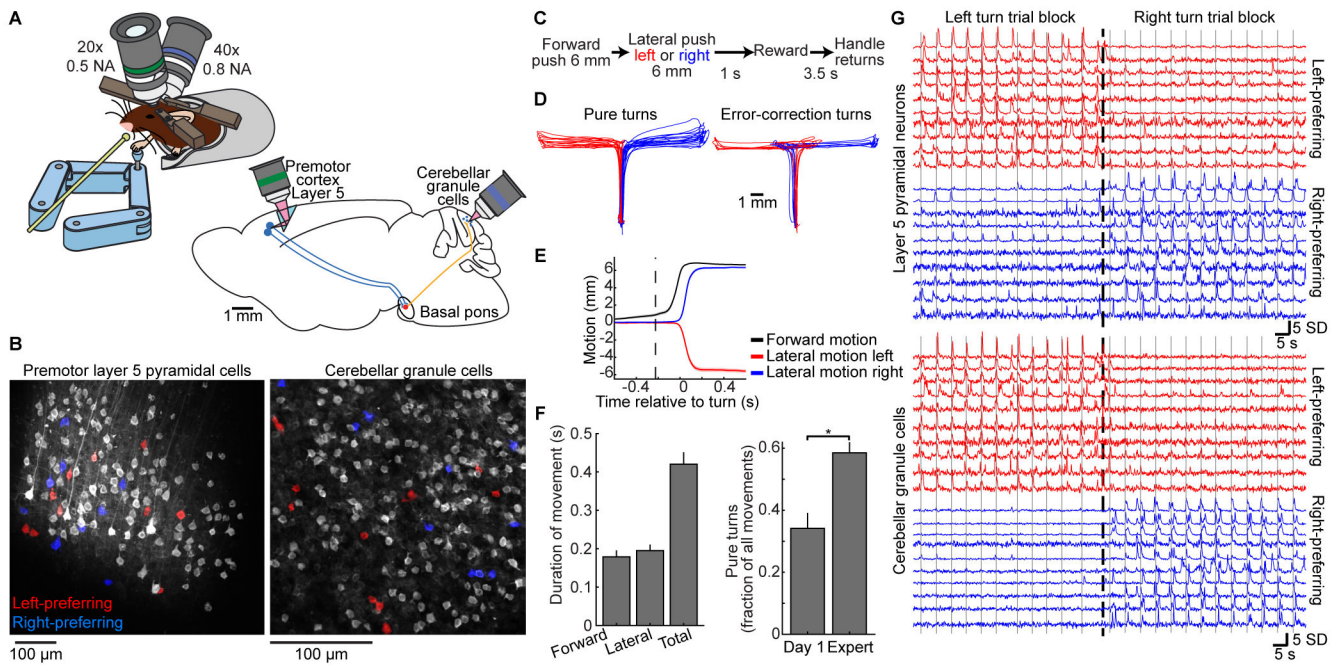 A
20x
0.5 NA
40x
0.8 NA
Premotor
cortex
Layer 5
Cerebellar
granule
cells
1 mm
Basal pons
B
Premotor layer 5 pyramidal cells
Cerebellar granule cells
Left-preferring
Right-preferring
100 µm
100 µm
C
Forward
push 6 mm
Lateral push
left or right
6 mm
1 s
Reward
3.5 s
Handle
returns
D
Pure turns
Error-correction turns
1 mm
E
Motion (mm)
6
4
2
0
-2
-4
-6
-0.4
0
0.4
Time relative to turn (s)
Forward motion
Lateral motion left
Lateral motion right
F
Duration of movement (s)
0.5
0.4
0.3
0.2
0.1
0
Forward
Lateral
Total
Pure turns
(fraction of all movements)
0.6
0.4
0.2
0
*
Day 1
Expert
G
Left turn trial block
Right turn trial block
Layer 5 pyramidal neurons
Left-preferring
Right-preferring
5 SD
5 s
Cerebellar granule cells
Left-preferring
Right-preferring
5 SD
5 s